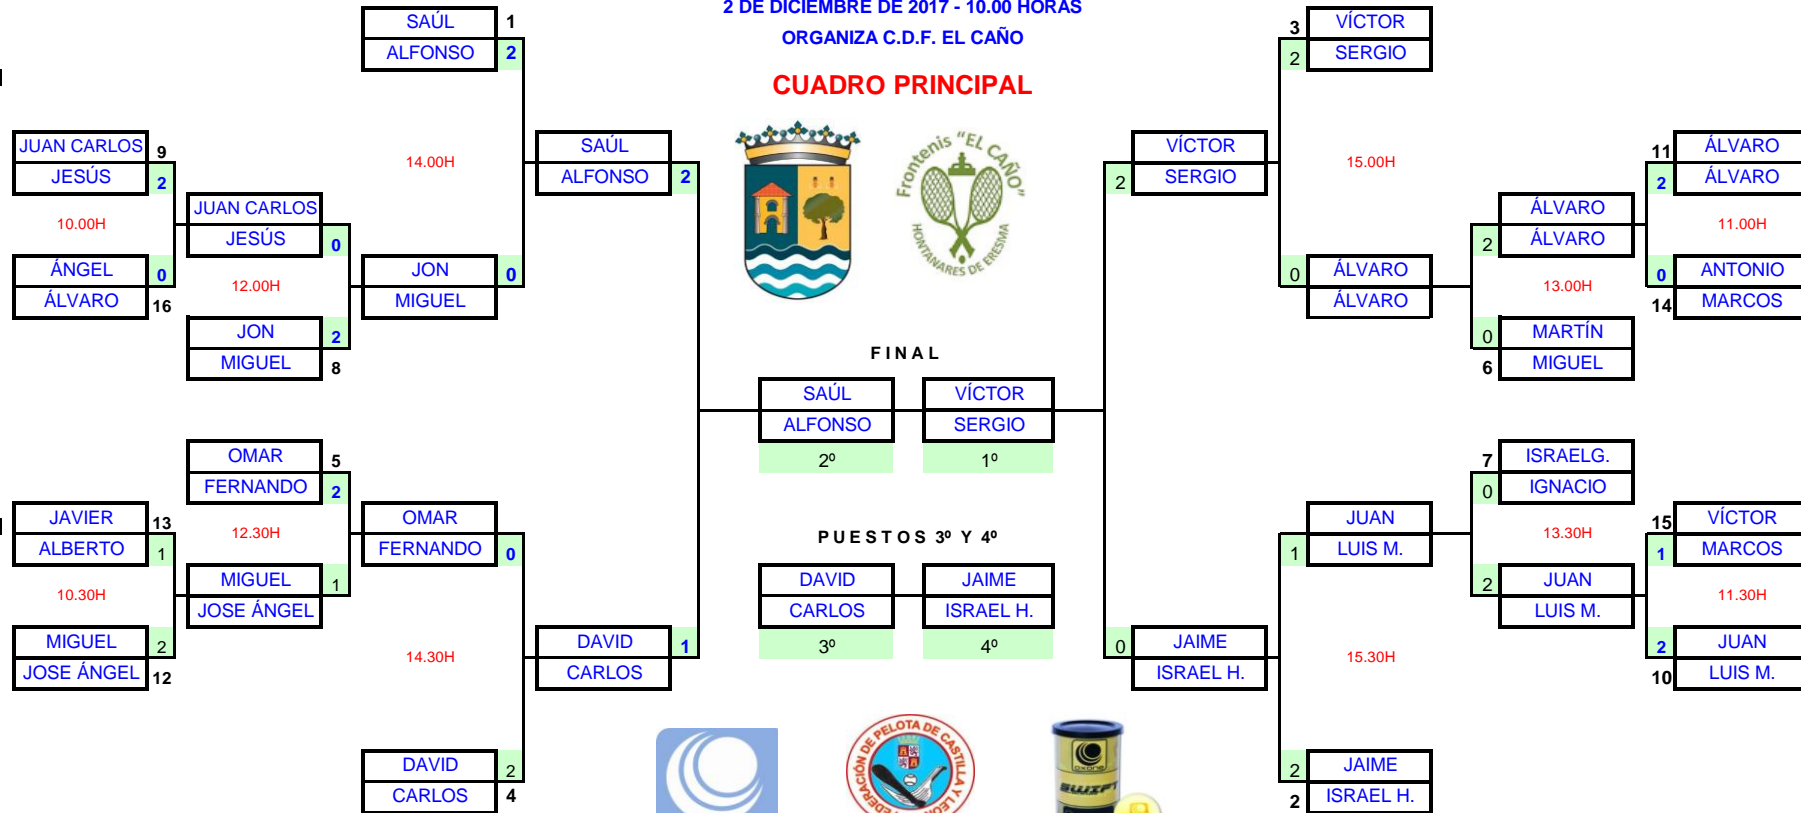 2 DE DICIEMBRE DE 2017 - 10.00 HORAS
ORGANIZA C.D.F. EL CAÑO
CUADRO PRINCIPAL
SAÚL 1
ALFONSO 2
JUAN CARLOS 9
JESÚS 2
10.00H
ÁNGEL 0
ÁLVARO 16
JUAN CARLOS
JESÚS 0
12.00H
JON 2
MIGUEL 8
14.00H
JON 0
MIGUEL
SAÚL
ALFONSO 2
OMAR 5
FERNANDO 2
JAVIER 13
ALBERTO 1
10.30H
MIGUEL 2
JOSE ÁNGEL 12
12.30H
MIGUEL 1
JOSE ÁNGEL
OMAR
FERNANDO 0
14.30H
DAVID 1
CARLOS
DAVID 2
CARLOS 4
Frontenis "EL CAÑO"
HONTANARES DE ERESMA
FINAL
SAÚL VÍCTOR
ALFONSO SERGIO
2º 1º
PUESTOS 3º Y 4º
DAVID JAIME
CARLOS ISRAEL H.
3º 4º
3 VÍCTOR
2 SERGIO
VÍCTOR
2 SERGIO
15.00H
0 ÁLVARO
ÁLVARO
11 ÁLVARO
2 ÁLVARO
11.00H
0 ANTONIO
14 MARCOS
ÁLVARO
2 ÁLVARO
13.00H
0 MARTÍN
6 MIGUEL
7 ISRAELG.
0 IGNACIO
13.30H
2 JUAN
LUIS M.
15 VÍCTOR
1 MARCOS
11.30H
2 JUAN
10 LUIS M.
JUAN
1 LUIS M.
15.30H
0 JAIME
ISRAEL H.
2 JAIME
2 ISRAEL H.
FEDERACIÓN DE PELOTA DE CASTILLA Y LEÓN
oxone
SWIFT